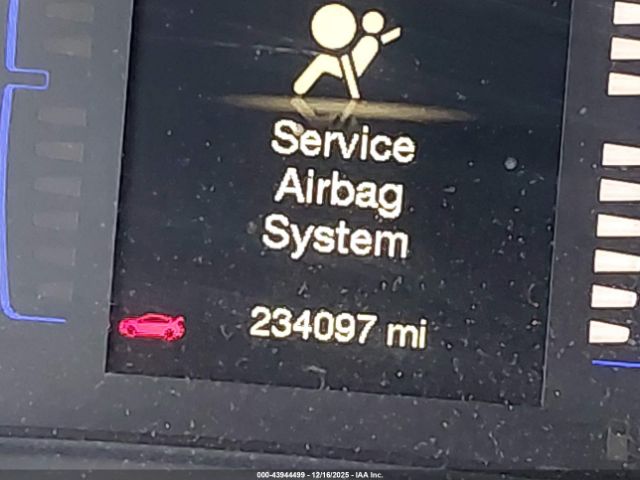 Service
Airbag
System
234097 mi
000-43944499 - 12/16/2025 - IAA Inc.